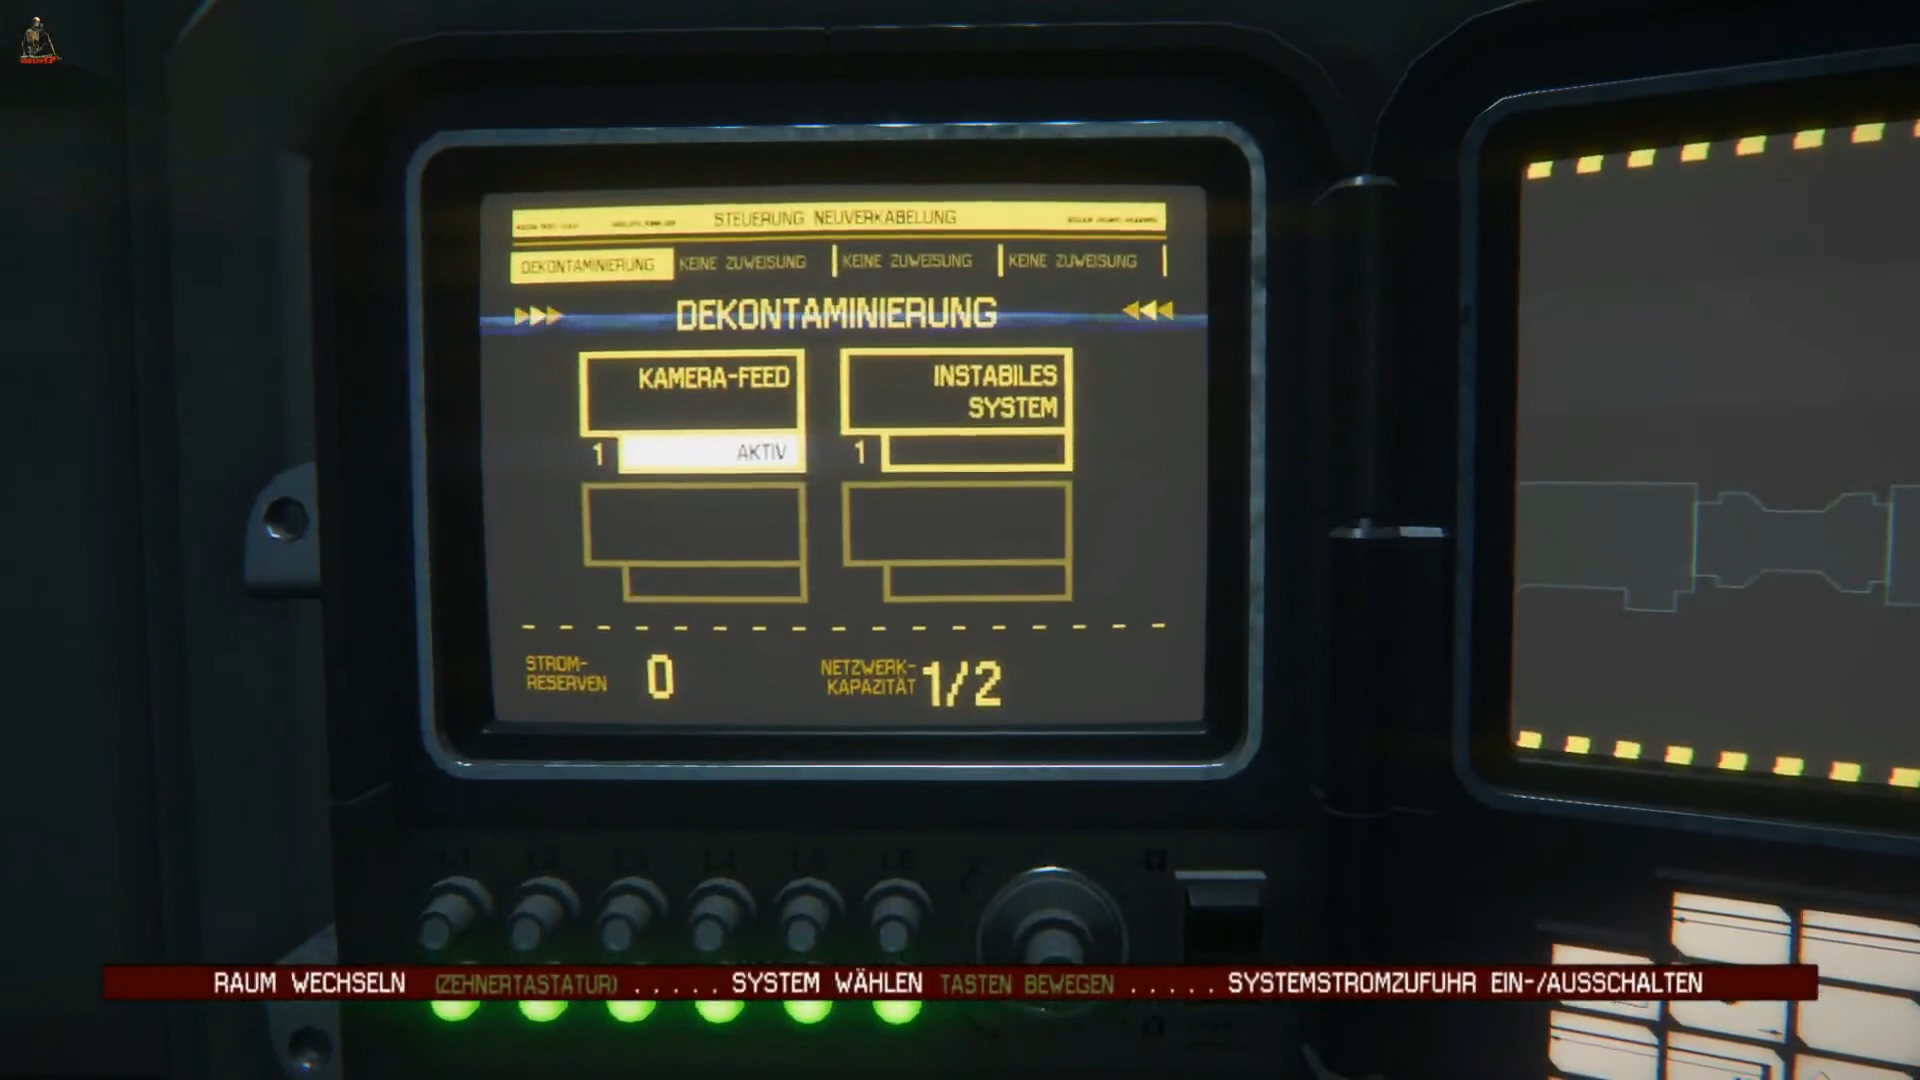 STEUERUNG NEUVERKABELUNG
DEKONTAMINIERUNG
KEINE ZUWEISUNG
KEINE ZUWEISUNG
KEINE ZUWEISUNG
DEKONTAMINIERUNG
KAMERA-FEED
1 AKTIV
INSTABILES
SYSTEM
1
STROM-
RESERVEN
0
NETZWERK-
KAPAZITÄT
1/2
RAUM WECHSELN (ZEHNERTASTATUR) ..... SYSTEM WÄHLEN TASTEN BEWEGEN ..... SYSTEMSTROMZUFUHR EIN-/AUSSCHALTEN